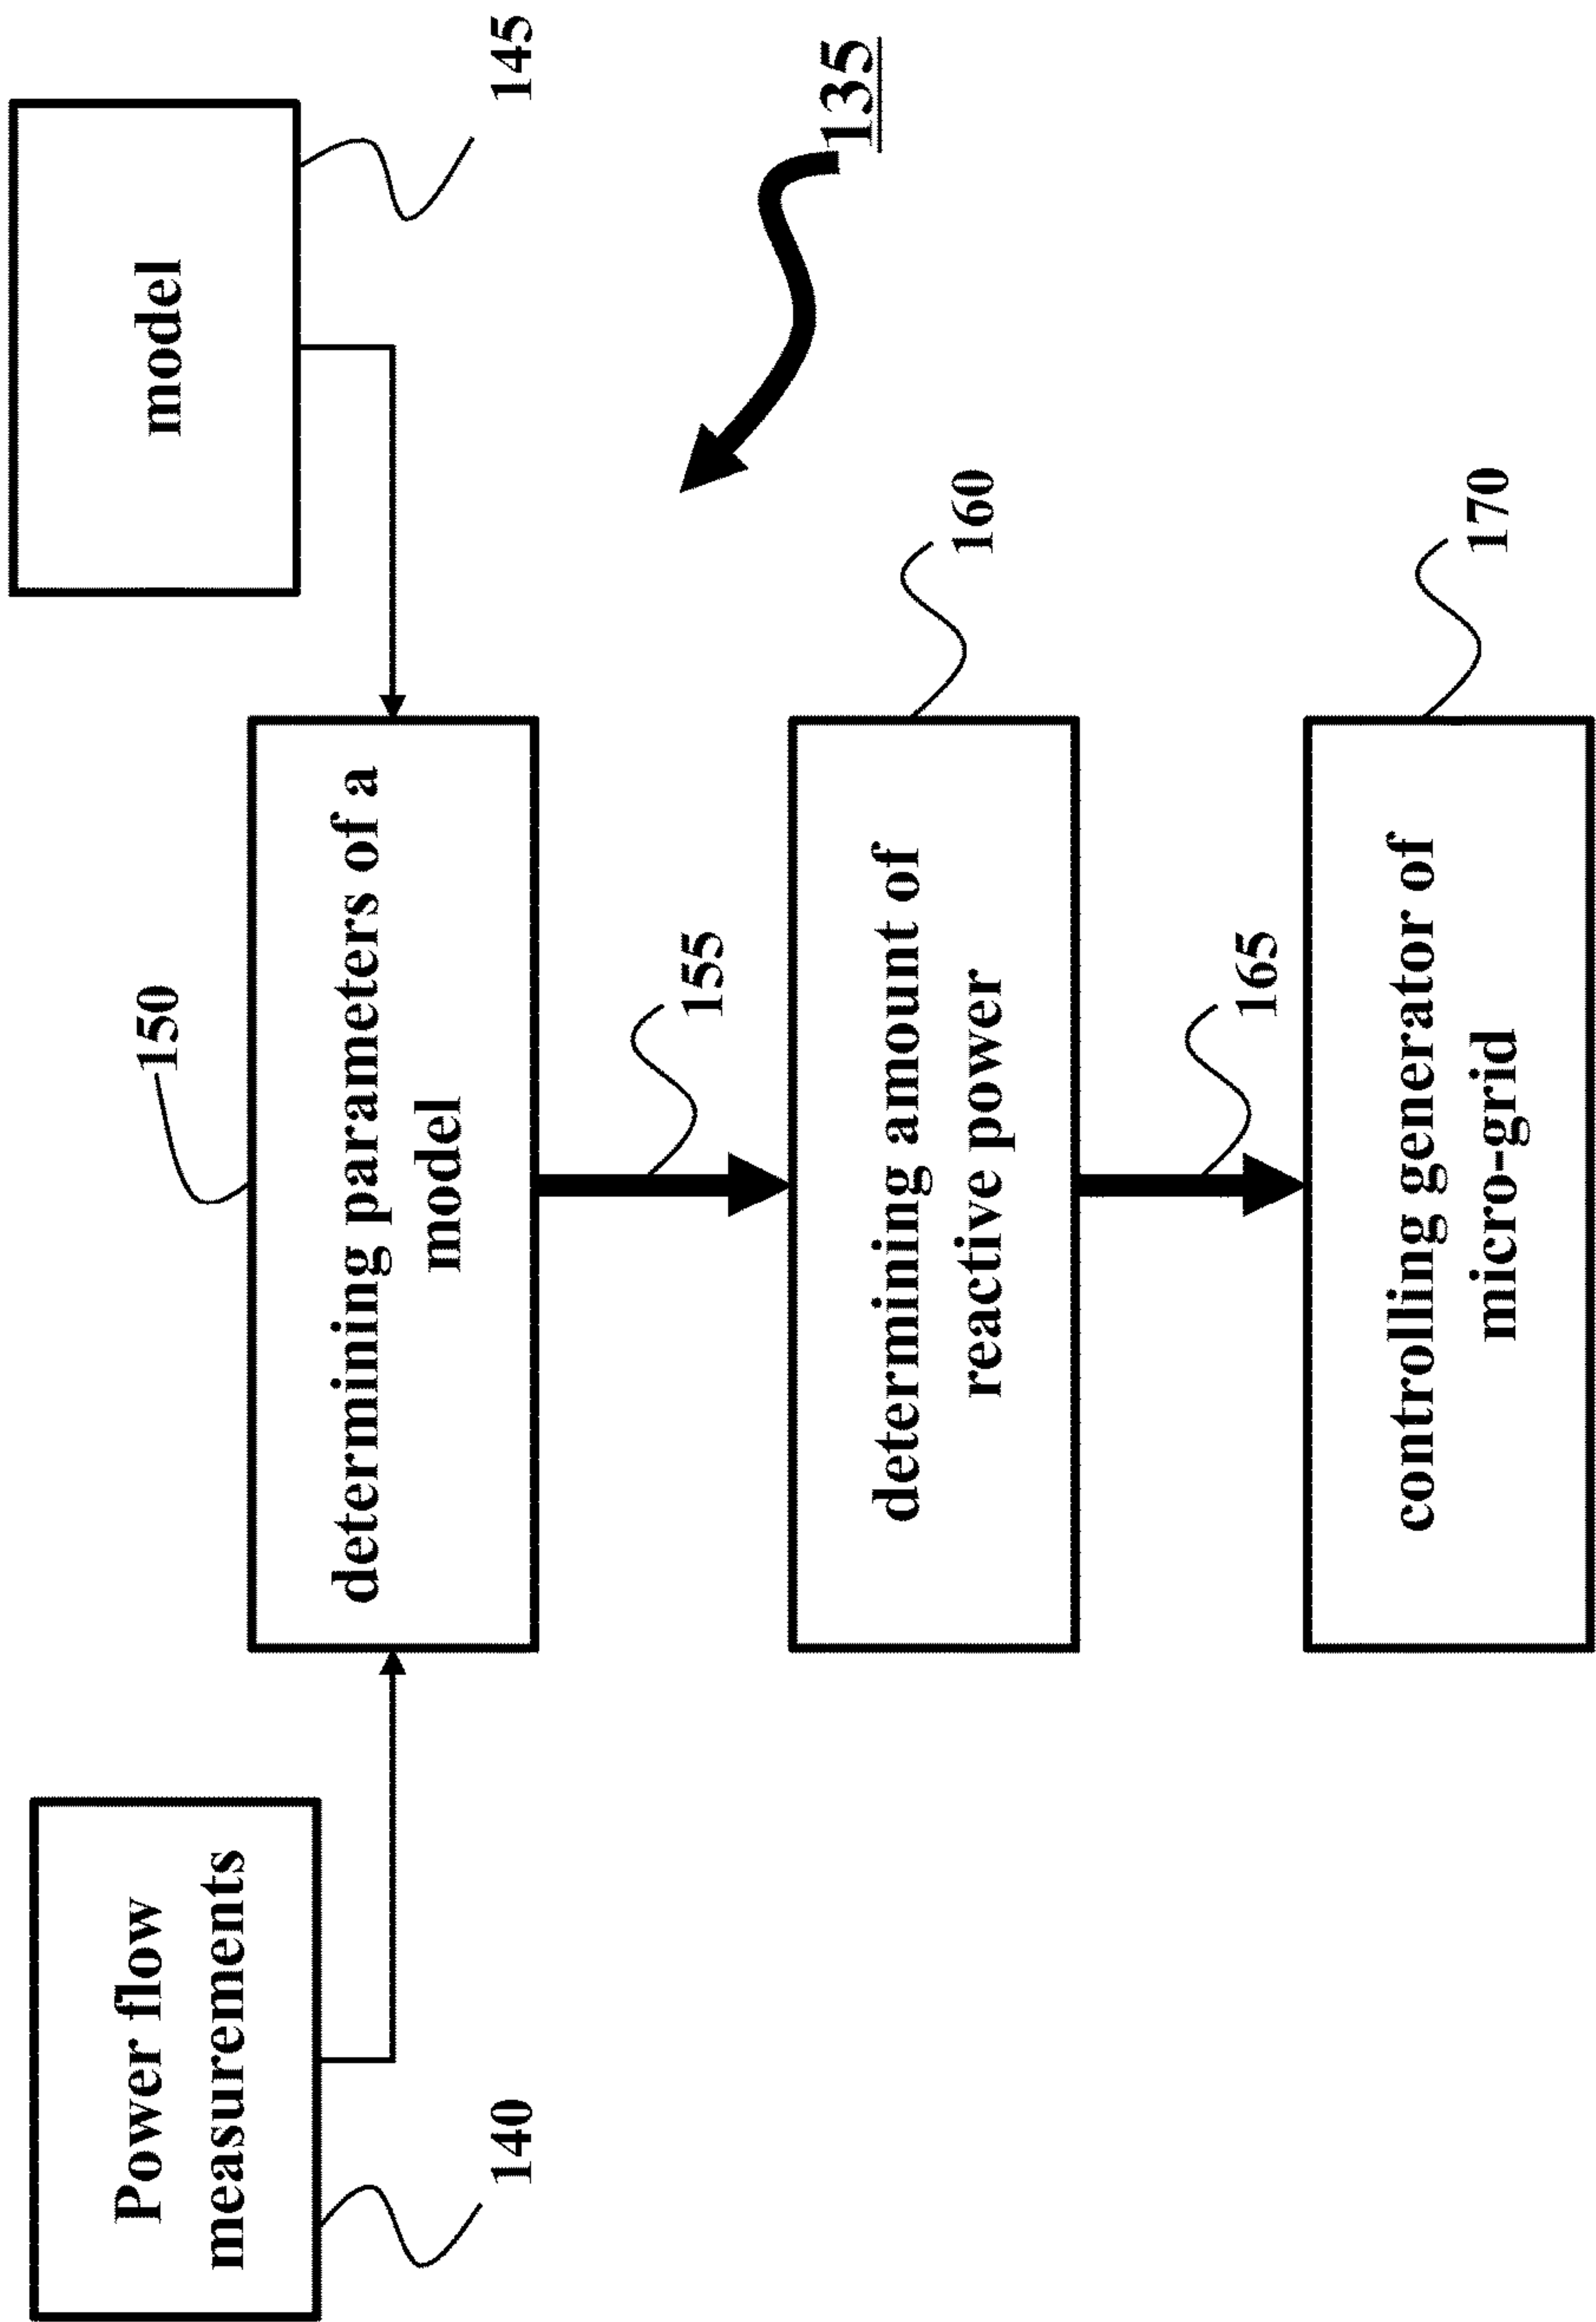 Power flow
measurements
140
model
145
150
determining parameters of a
model
135
155
determining amount of
reactive power
160
165
controlling generator of
micro-grid
170